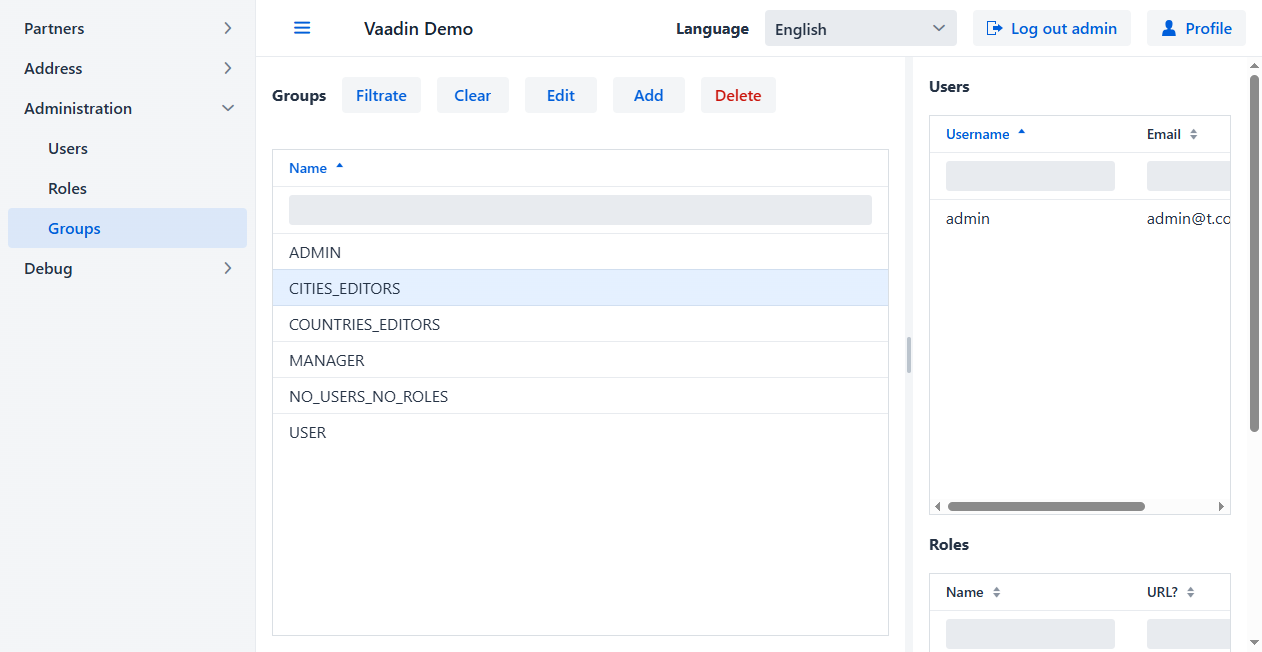 Partners
Address
Administration
Users
Roles
Groups
Debug
Vaadin Demo
Language
English
Log out admin
Profile
Groups
Filtrate
Clear
Edit
Add
Delete
Name
ADMIN
CITIES_EDITORS
COUNTRIES_EDITORS
MANAGER
NO_USERS_NO_ROLES
USER
Users
Username
Email
admin
admin@t.co
Roles
Name
URL?